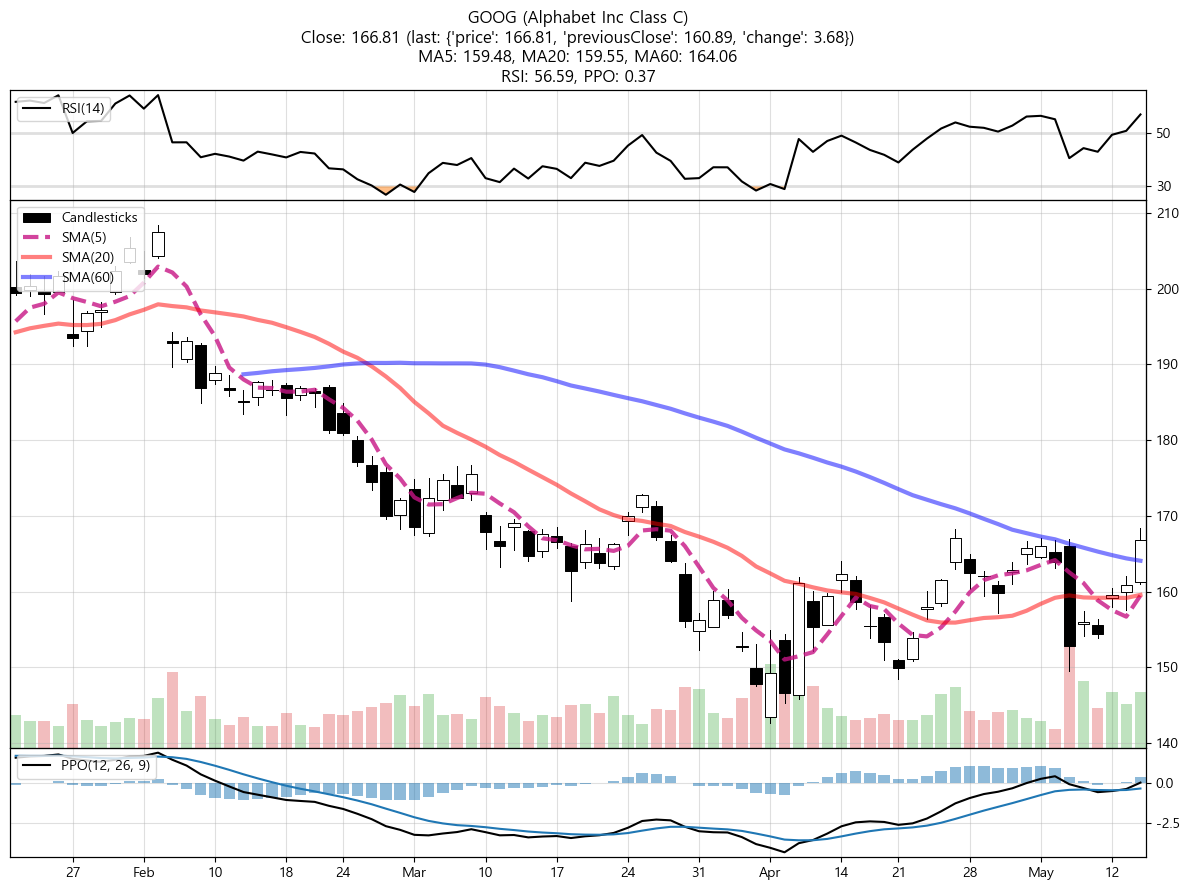 GOOG (Alphabet Inc Class C)
Close: 166.81 (last: {'price': 166.81, 'previousClose': 160.89, 'change': 3.68})
MA5: 159.48, MA20: 159.55, MA60: 164.06
RSI: 56.59, PPO: 0.37
RSI(14)
50
30
Candlesticks
SMA(5)
SMA(20)
SMA(60)
210
200
190
180
170
160
150
140
PPO(12, 26, 9)
0.0
−2.5
27 Feb 10 18 24 Mar 10 17 24 31 Apr 14 21 28 May 12